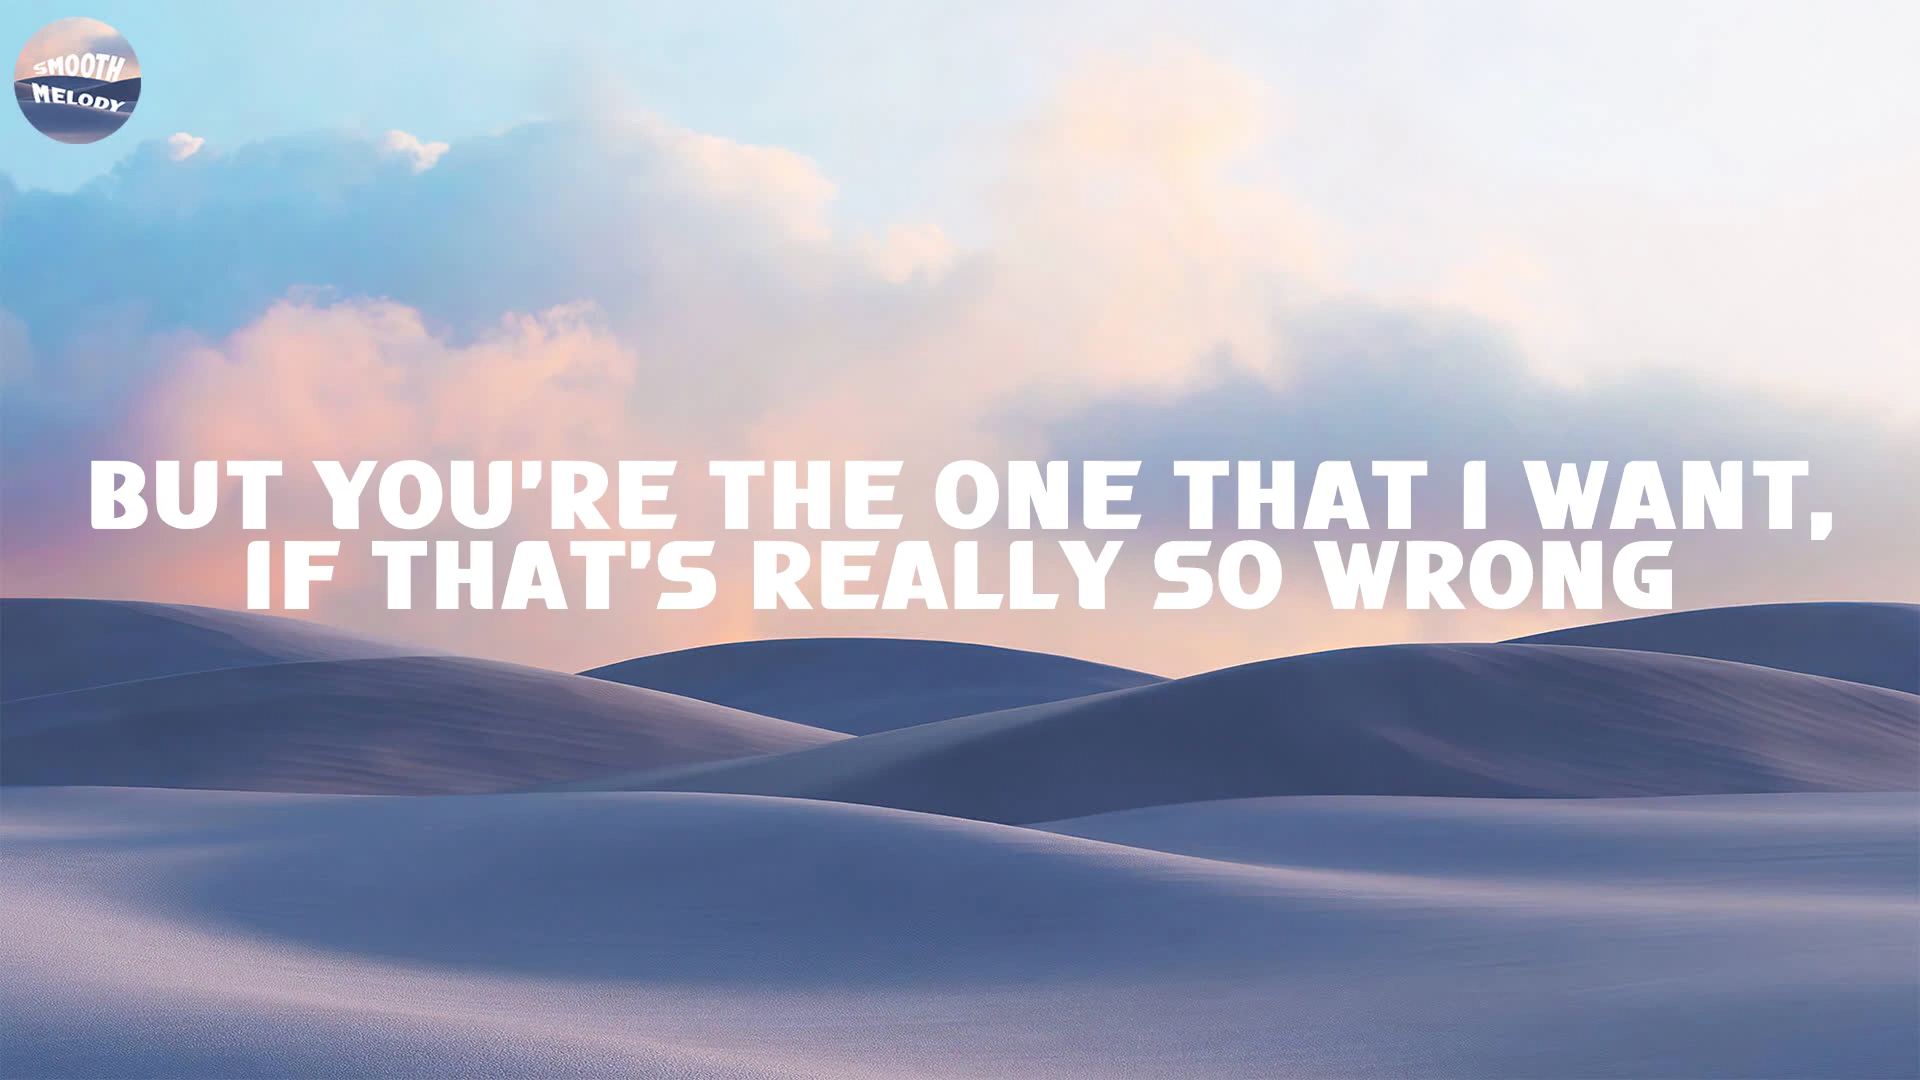 SMOOTH
MELODY
BUT YOU'RE THE ONE THAT I WANT,
IF THAT'S REALLY SO WRONG